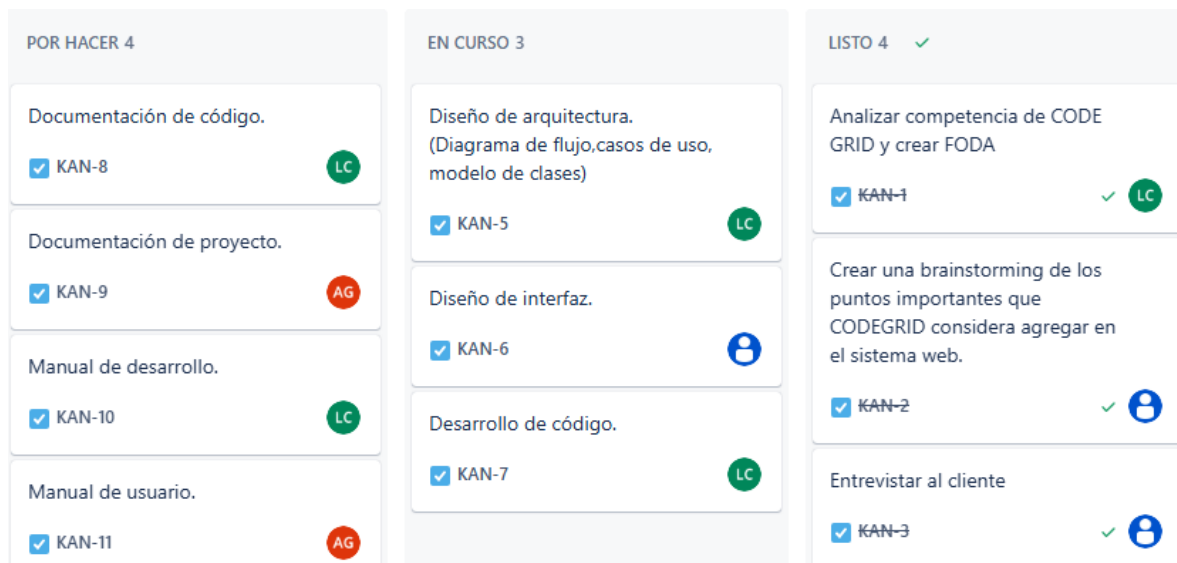 POR HACER 4
Documentación de código.
KAN-8
LC
Documentación de proyecto.
KAN-9
AG
Manual de desarrollo.
KAN-10
LC
Manual de usuario.
KAN-11
AG
EN CURSO 3
Diseño de arquitectura.
(Diagrama de flujo,casos de uso,
modelo de clases)
KAN-5
LC
Diseño de interfaz.
KAN-6
Desarrollo de código.
KAN-7
LC
LISTO 4
Analizar competencia de CODE
GRID y crear FODA
KAN-1
LC
Crear una brainstorming de los
puntos importantes que
CODEGRID considera agregar en
el sistema web.
KAN-2
Entrevistar al cliente
KAN-3